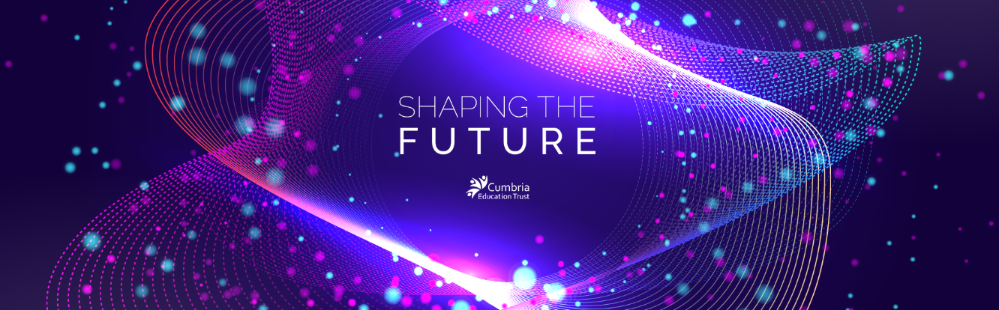 SHAPING THE
FUTURE
Cumbria
Education Trust